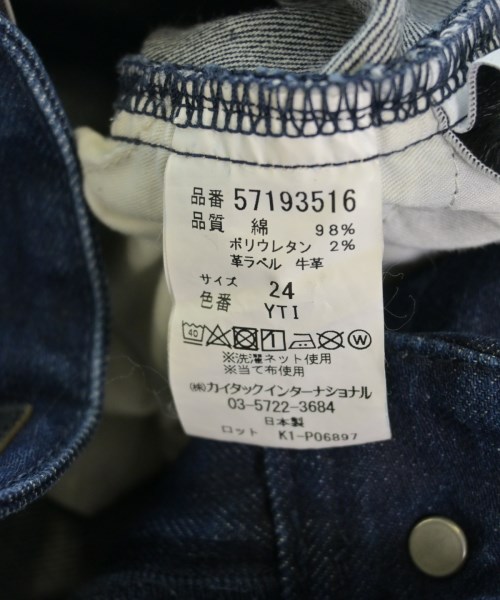 品番 57193516
品質 綿 98%
ポリウレタン 2%
革ラベル 牛革
サイズ 24
色番 YTI
40 W
※洗濯ネット使用
※当て布使用
㈱カイタックインターナショナル
03-5722-3684
日本製
ロット K1-P06897